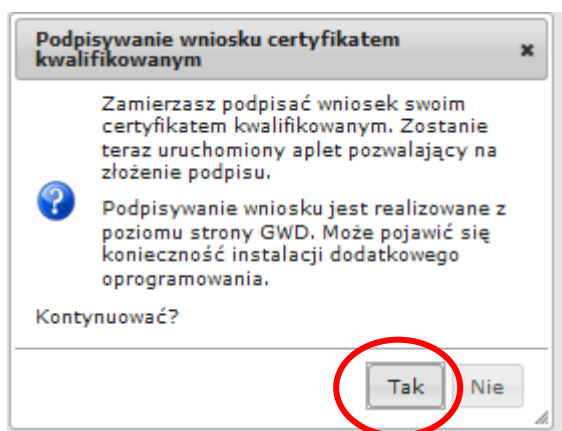 Podpisywanie wniosku certyfikatem
kwalifikowanym
Zamierzasz podpisać wniosek swoim
certyfikatem kwalifikowanym. Zostanie
teraz uruchomiony aplet pozwalający na
złożenie podpisu.
Podpisywanie wniosku jest realizowane z
poziomu strony GWD. Może pojawić się
konieczność instalacji dodatkowego
oprogramowania.
Kontynuować?
Tak Nie